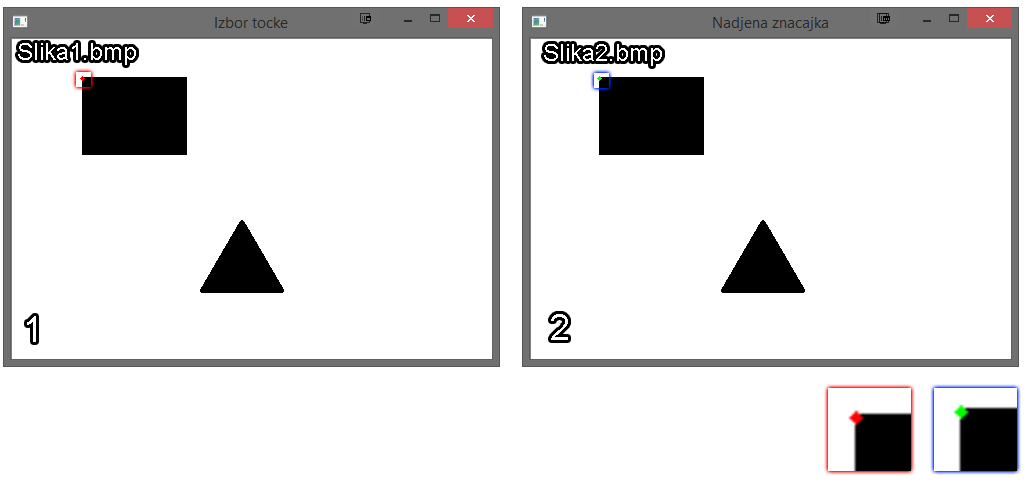 Izbor tocke
Slika1.bmp
1
Nadjena znacajka
Slika2.bmp
2